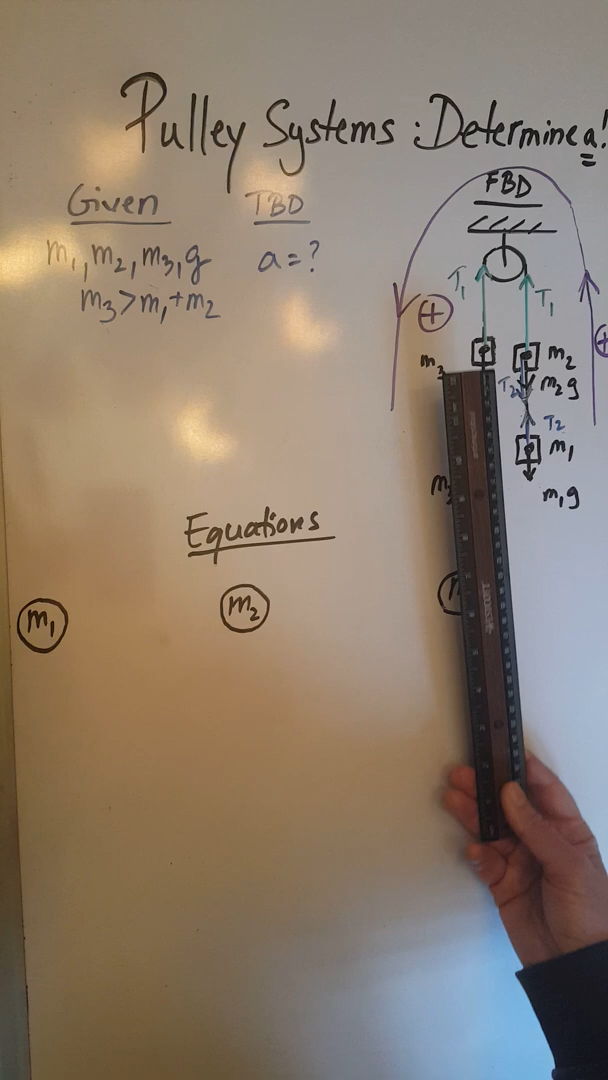 Pulley Systems : Determine a!
Given
TBD
m1, m2, m3, g
a = ?
m3 > m1 + m2
FBD
T1
T1
+
+
m3
m2
T2
m2g
T2
m1
m1g
m3
Equations
m1
m2